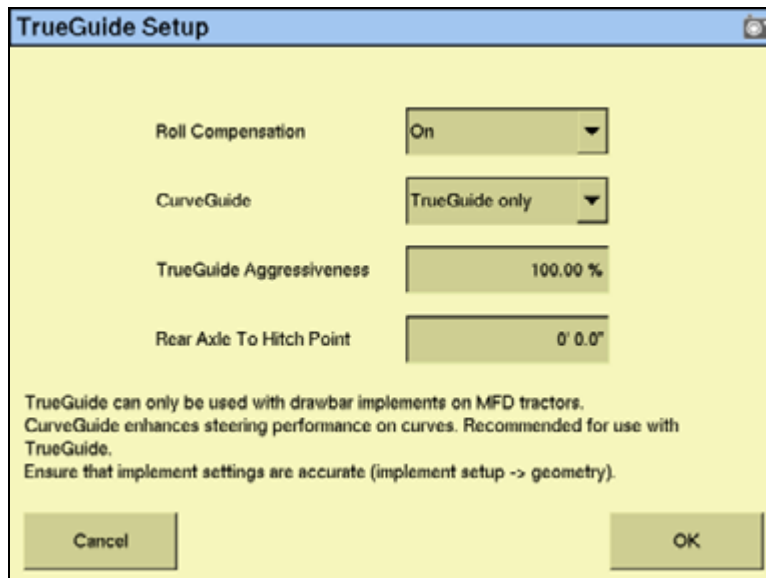 TrueGuide Setup
Roll Compensation On
CurveGuide TrueGuide only
TrueGuide Aggressiveness 100.00 %
Rear Axle To Hitch Point 0' 0.0"
TrueGuide can only be used with drawbar implements on MFD tractors.
CurveGuide enhances steering performance on curves. Recommended for use with
TrueGuide.
Ensure that implement settings are accurate (implement setup -> geometry).
Cancel OK